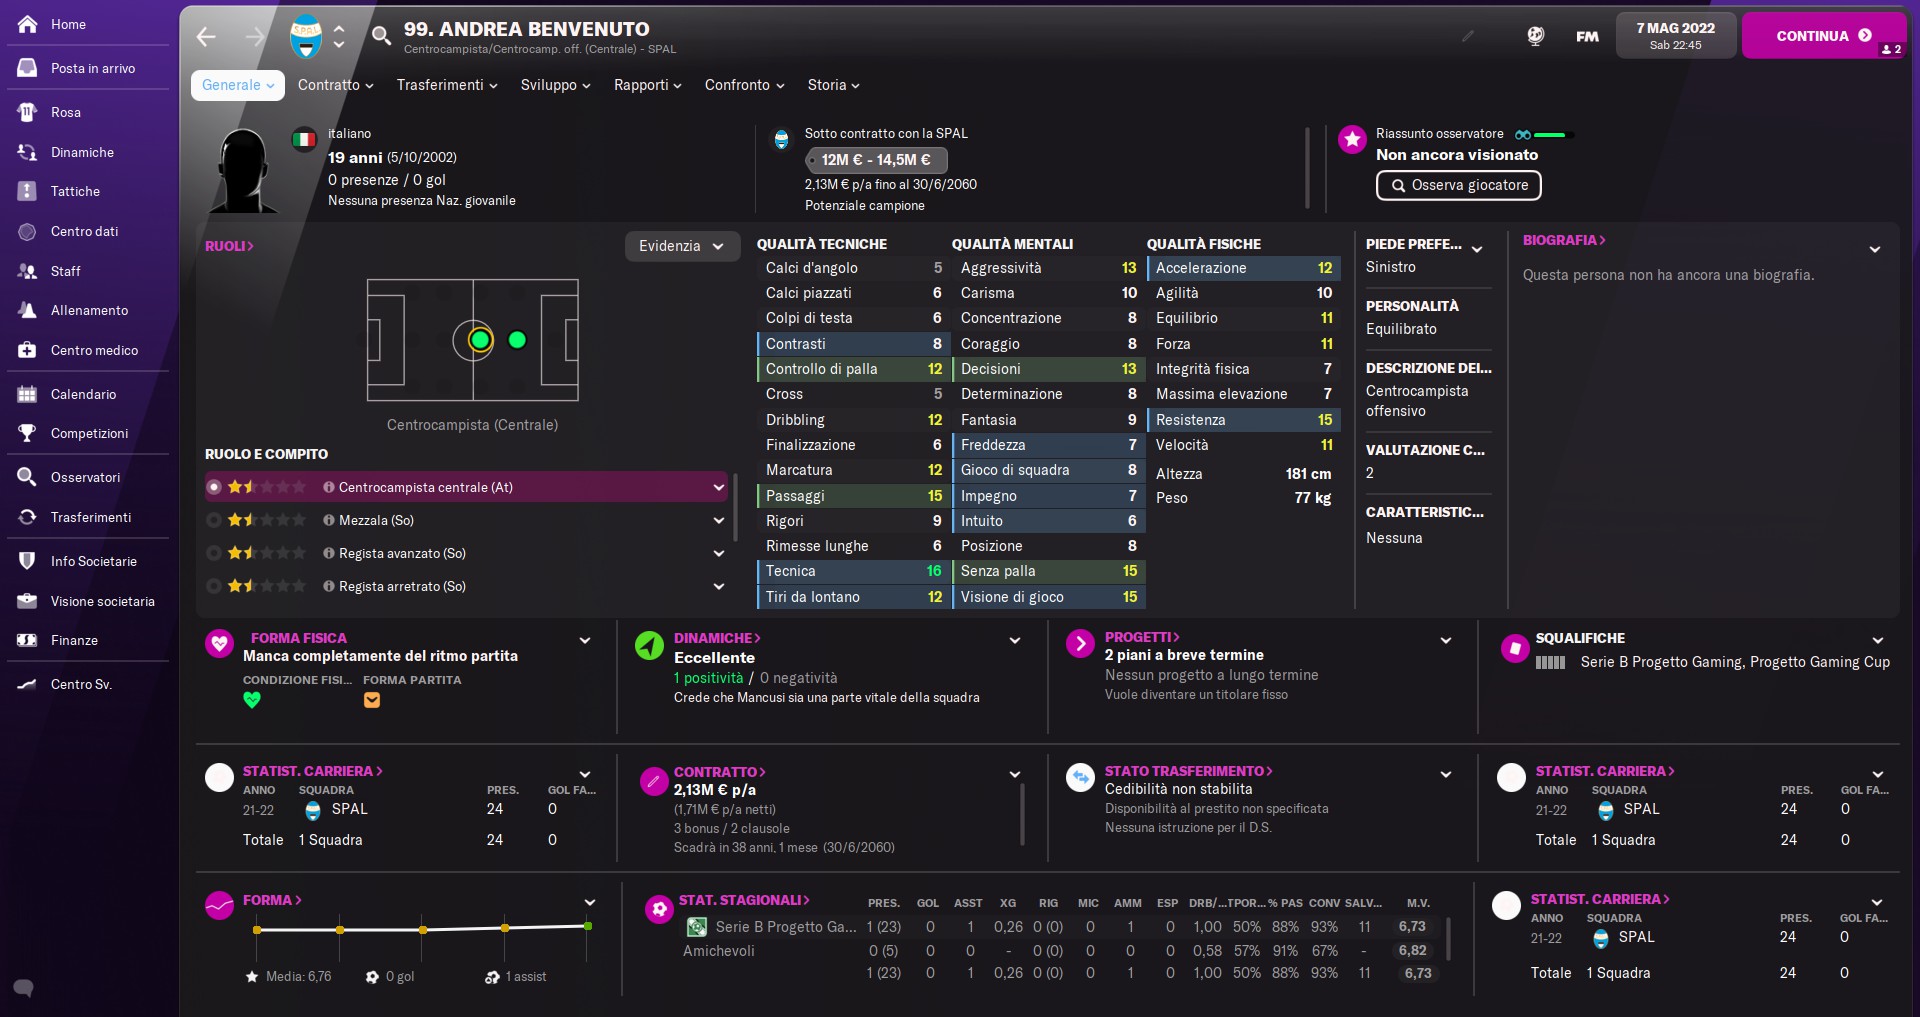 Home
Posta in arrivo
Rosa
Dinamiche
Tattiche
Centro dati
Staff
Allenamento
Centro medico
Calendario
Competizioni
Osservatori
Trasferimenti
Info Societarie
Visione societaria
Finanze
Centro Sv.
99. ANDREA BENVENUTO
Centrocampista/Centrocamp. off. (Centrale) - SPAL
FM
7 MAG 2022
Sab 22:45
CONTINUA
2
Generale
Contratto
Trasferimenti
Sviluppo
Rapporti
Confronto
Storia
italiano
19 anni (5/10/2002)
0 presenze / 0 gol
Nessuna presenza Naz. giovanile
Sotto contratto con la SPAL
12M € - 14,5M €
2,13M € p/a fino al 30/6/2060
Potenziale campione
Riassunto osservatore
Non ancora visionato
Osserva giocatore
RUOLI
Evidenzia
Centrocampista (Centrale)
RUOLO E COMPITO
Centrocampista centrale (At)
Mezzala (So)
Regista avanzato (So)
Regista arretrato (So)
QUALITÀ TECNICHE
Calci d'angolo 5
Calci piazzati 6
Colpi di testa 6
Contrasti 8
Controllo di palla 12
Cross 5
Dribbling 12
Finalizzazione 6
Marcatura 12
Passaggi 15
Rigori 9
Rimesse lunghe 6
Tecnica 16
Tiri da lontano 12
QUALITÀ MENTALI
Aggressività 13
Carisma 10
Concentrazione 8
Coraggio 8
Decisioni 13
Determinazione 8
Fantasia 9
Freddezza 7
Gioco di squadra 8
Impegno 7
Intuito 6
Posizione 8
Senza palla 15
Visione di gioco 15
QUALITÀ FISICHE
Accelerazione 12
Agilità 10
Equilibrio 11
Forza 11
Integrità fisica 7
Massima elevazione 7
Resistenza 15
Velocità 11
Altezza 181 cm
Peso 77 kg
PIEDE PREFE...
Sinistro
PERSONALITÀ
Equilibrato
DESCRIZIONE DEI...
Centrocampista
offensivo
VALUTAZIONE C...
2
CARATTERISTIC...
Nessuna
BIOGRAFIA
Questa persona non ha ancora una biografia.
FORMA FISICA
Manca completamente del ritmo partita
CONDIZIONE FISI... FORMA PARTITA
DINAMICHE
Eccellente
1 positività / 0 negatività
Crede che Mancusi sia una parte vitale della squadra
PROGETTI
2 piani a breve termine
Nessun progetto a lungo termine
Vuole diventare un titolare fisso
SQUALIFICHE
Serie B Progetto Gaming, Progetto Gaming Cup
STATIST. CARRIERA
ANNO SQUADRA PRES. GOL FA...
21-22 SPAL 24 0
Totale 1 Squadra 24 0
CONTRATTO
2,13M € p/a
(1,71M € p/a netti)
3 bonus / 2 clausole
Scadrà in 38 anni, 1 mese (30/6/2060)
STATO TRASFERIMENTO
Cedibilità non stabilita
Disponibilità al prestito non specificata
Nessuna istruzione per il D.S.
STATIST. CARRIERA
ANNO SQUADRA PRES. GOL FA...
21-22 SPAL 24 0
Totale 1 Squadra 24 0
FORMA
Media: 6,76 0 gol 1 assist
STAT. STAGIONALI
PRES. GOL ASST XG RIG MIC AMM ESP DRB/... TPOR... % PAS CONV SALV... M.V.
Serie B Progetto Ga... 1 (23) 0 1 0,26 0 (0) 0 1 0 1,00 50% 88% 93% 11 6,73
Amichevoli 0 (5) 0 0 - 0 (0) 0 0 0 0,58 57% 91% 67% - 6,82
1 (23) 0 1 0,26 0 (0) 0 1 0 1,00 50% 88% 93% 11 6,73
STATIST. CARRIERA
ANNO SQUADRA PRES. GOL FA...
21-22 SPAL 24 0
Totale 1 Squadra 24 0